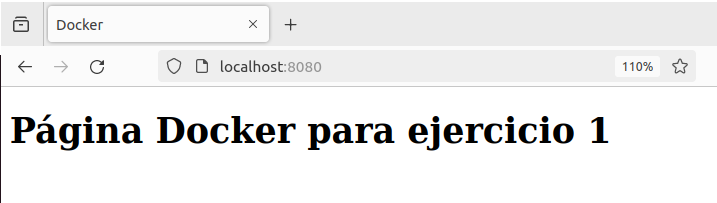 Docker
localhost:8080
110%
Página Docker para ejercicio 1